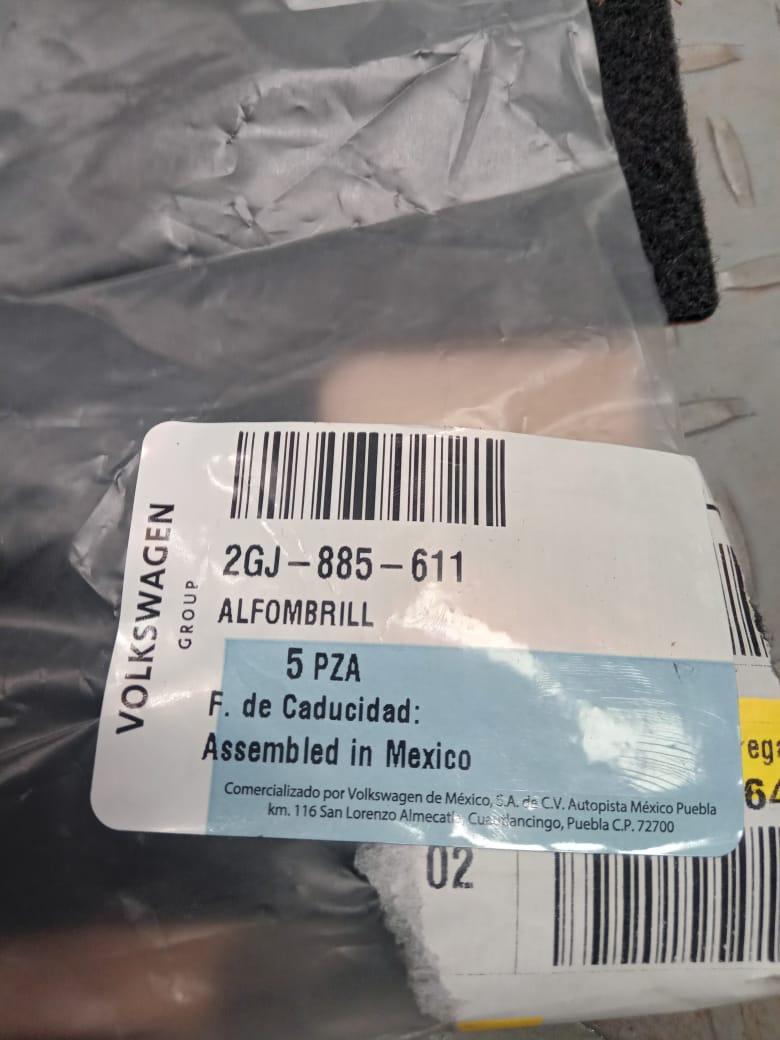 VOLKSWAGEN
GROUP
2GJ-885-611
ALFOMBRILL
5 PZA
F. de Caducidad:
Assembled in Mexico
Comercializado por Volkswagen de México, S.A. de C.V. Autopista México Puebla
km. 116 San Lorenzo Almecatla, Cuautlancingo, Puebla C.P. 72700
02